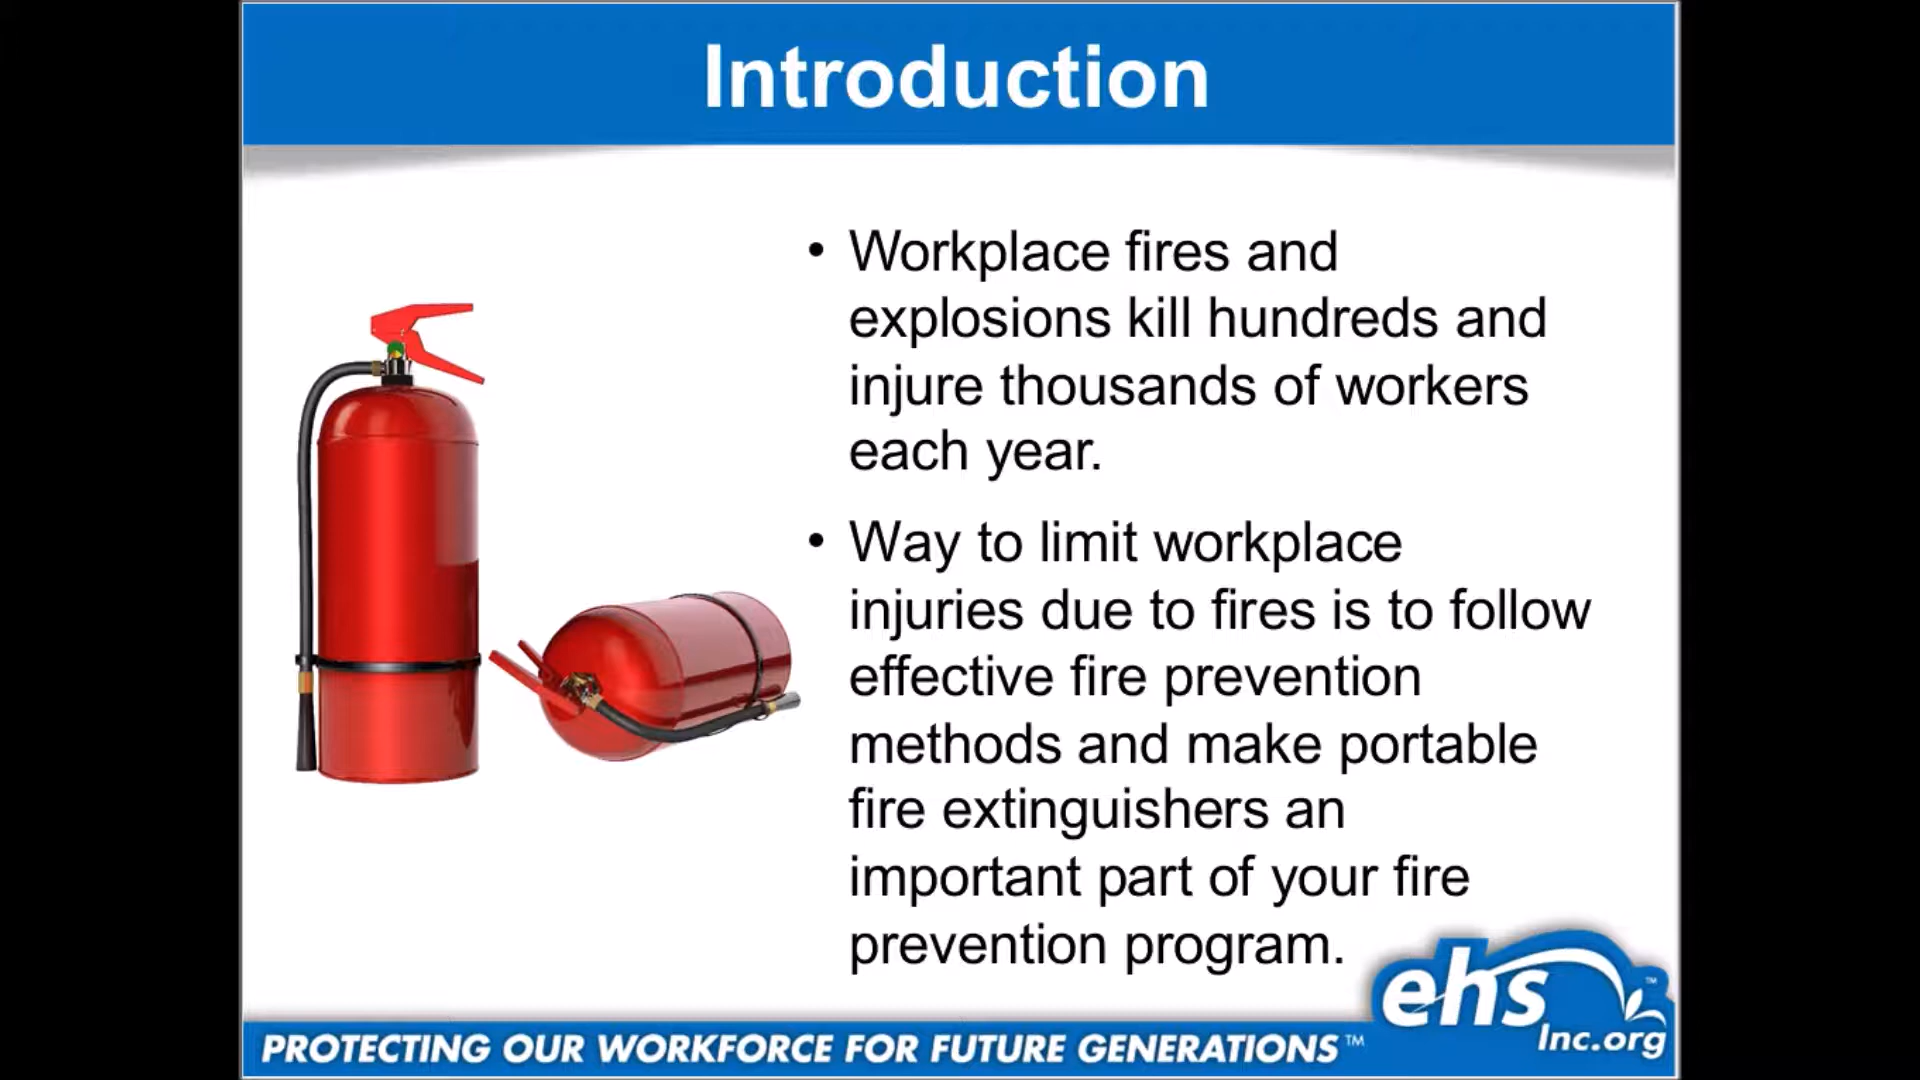 Introduction
• Workplace fires and
explosions kill hundreds and
injure thousands of workers
each year.
• Way to limit workplace
injuries due to fires is to follow
effective fire prevention
methods and make portable
fire extinguishers an
important part of your fire
prevention program.
ehs™
Inc.org
PROTECTING OUR WORKFORCE FOR FUTURE GENERATIONS™